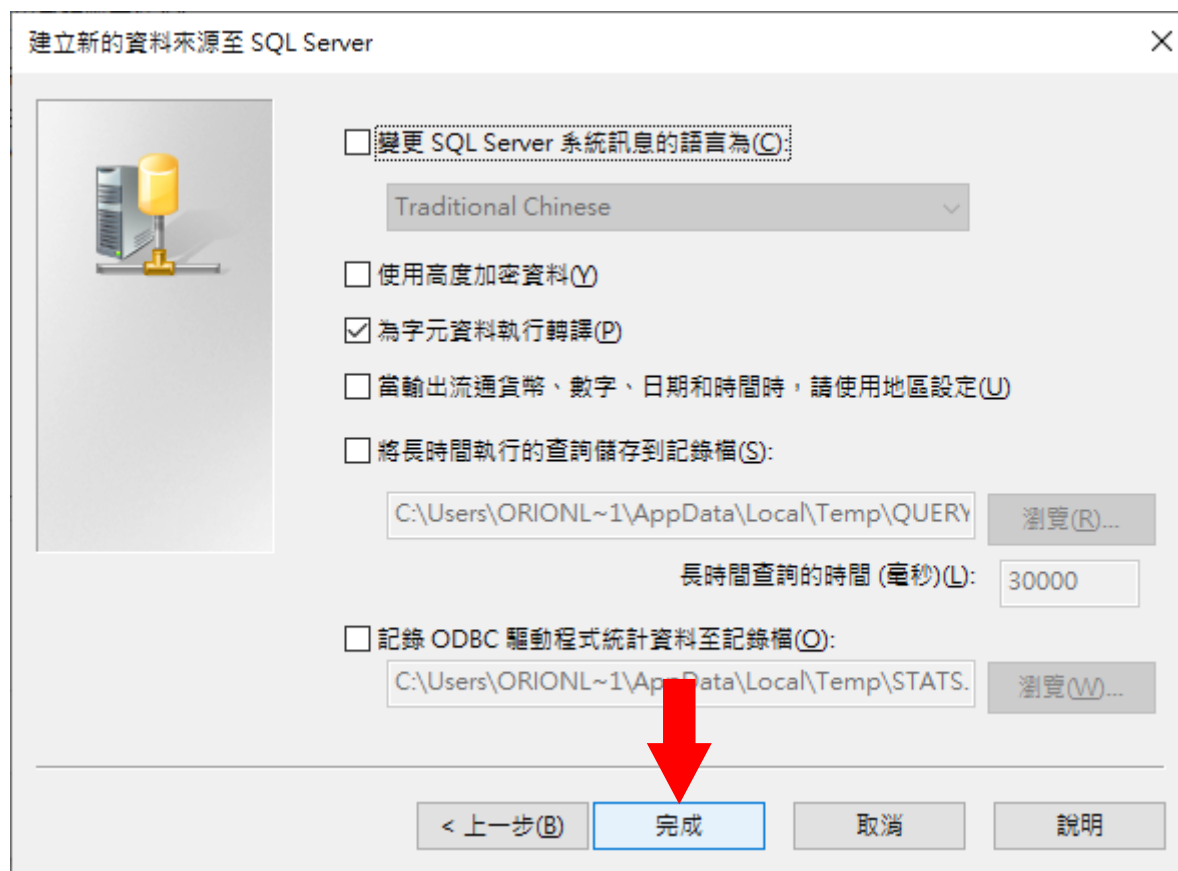 建立新的資料來源至 SQL Server
變更 SQL Server 系統訊息的語言為(C):
Traditional Chinese
使用高度加密資料(Y)
為字元資料執行轉譯(P)
當輸出流通貨幣、數字、日期和時間時，請使用地區設定(U)
將長時間執行的查詢儲存到記錄檔(S):
C:\Users\ORIONL~1\AppData\Local\Temp\QUERY 瀏覽(R)...
長時間查詢的時間 (毫秒)(L): 30000
記錄 ODBC 驅動程式統計資料至記錄檔(O):
C:\Users\ORIONL~1\AppData\Local\Temp\STATS. 瀏覽(W)...
< 上一步(B) 完成 取消 說明